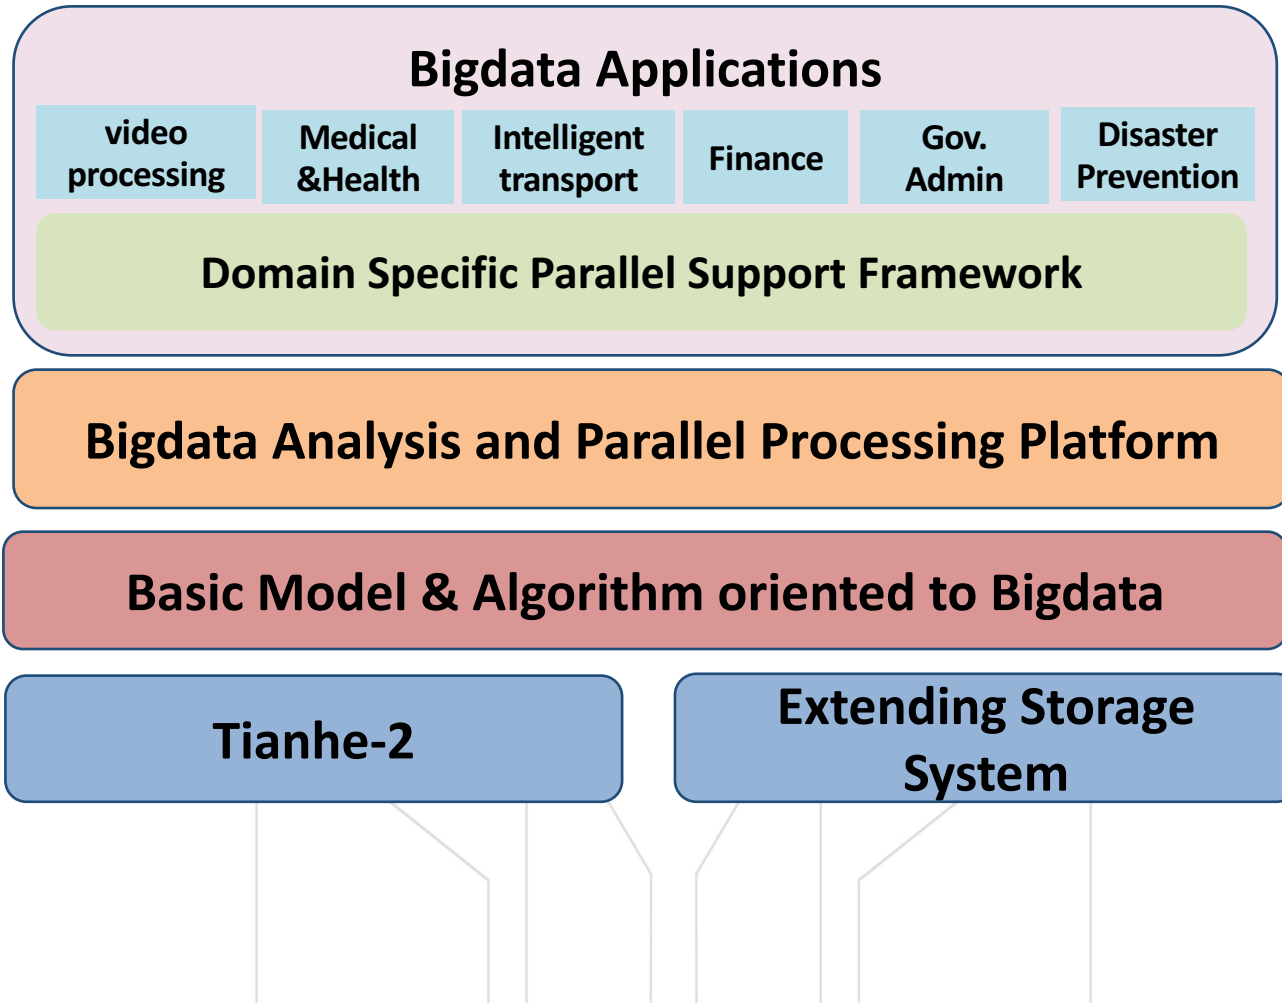 Bigdata Applications
video
processing
Medical
&Health
Intelligent
transport
Finance
Gov.
Admin
Disaster
Prevention
Domain Specific Parallel Support Framework
Bigdata Analysis and Parallel Processing Platform
Basic Model & Algorithm oriented to Bigdata
Tianhe-2
Extending Storage
System